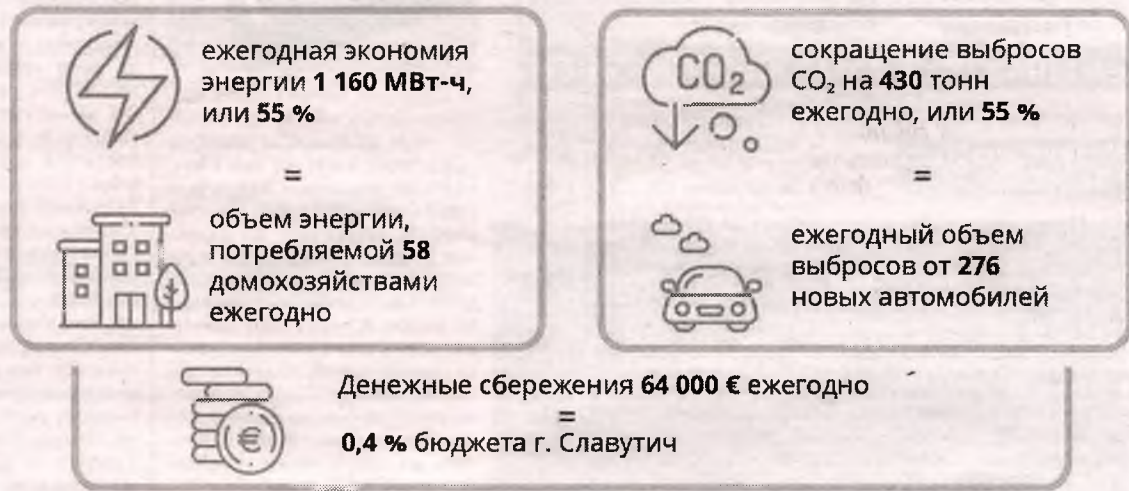 ежегодная экономия
энергии 1 160 МВт-ч,
или 55 %
=
объем энергии,
потребляемой 58
домохозяйствами
ежегодно
CO₂
сокращение выбросов
CO₂ на 430 тонн
ежегодно, или 55 %
=
ежегодный объем
выбросов от 276
новых автомобилей
€
Денежные сбережения 64 000 € ежегодно
=
0,4 % бюджета г. Славутич